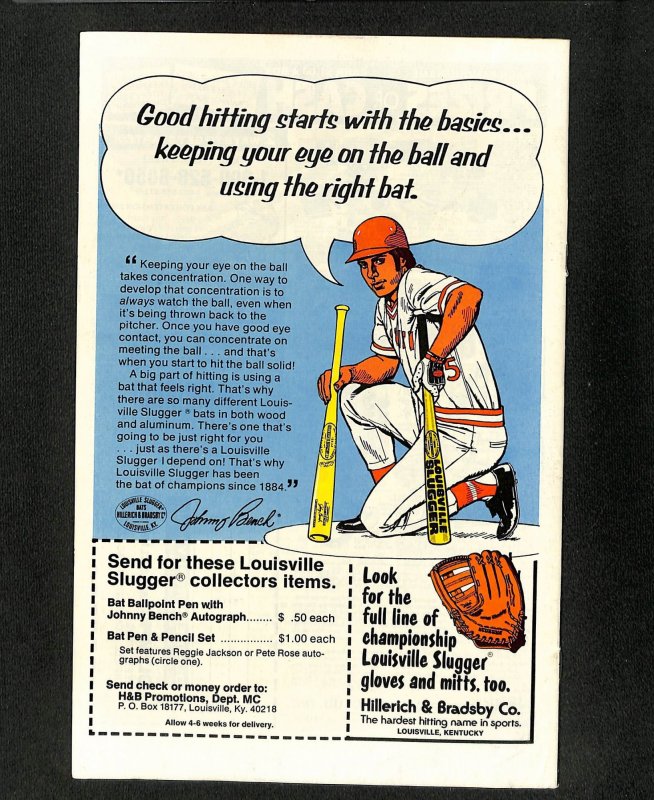 Good hitting starts with the basics...
keeping your eye on the ball and
using the right bat.
“ Keeping your eye on the ball
takes concentration. One way to
develop that concentration is to
always watch the ball, even when
it's being thrown back to the
pitcher. Once you have good eye
contact, you can concentrate on
meeting the ball . . . and that's
when you start to hit the ball solid!
A big part of hitting is using a
bat that feels right. That's why
there are so many different Louis-
ville Slugger ® bats in both wood
and aluminum. There's one that's
going to be just right for you
. . . just as there's a Louisville
Slugger I depend on! That's why
Louisville Slugger has been
the bat of champions since 1884.”
LOUISVILLE SLUGGER
BATS
HILLERICH & BRADSBY Co
LOUISVILLE, KY.
Johnny Bench
5
LOUISVILLE
SLUGGER
Send for these Louisville
Slugger® collectors items.
Bat Ballpoint Pen with
Johnny Bench® Autograph........ $ .50 each
Bat Pen & Pencil Set ................ $1.00 each
Set features Reggie Jackson or Pete Rose auto-
graphs (circle one).
Send check or money order to:
H&B Promotions, Dept. MC
P. O. Box 18177, Louisville, Ky. 40218
Allow 4-6 weeks for delivery.
Look
for the
full line of
championship
Louisville Slugger®
gloves and mitts, too.
Hillerich & Bradsby Co.
The hardest hitting name in sports.
LOUISVILLE, KENTUCKY